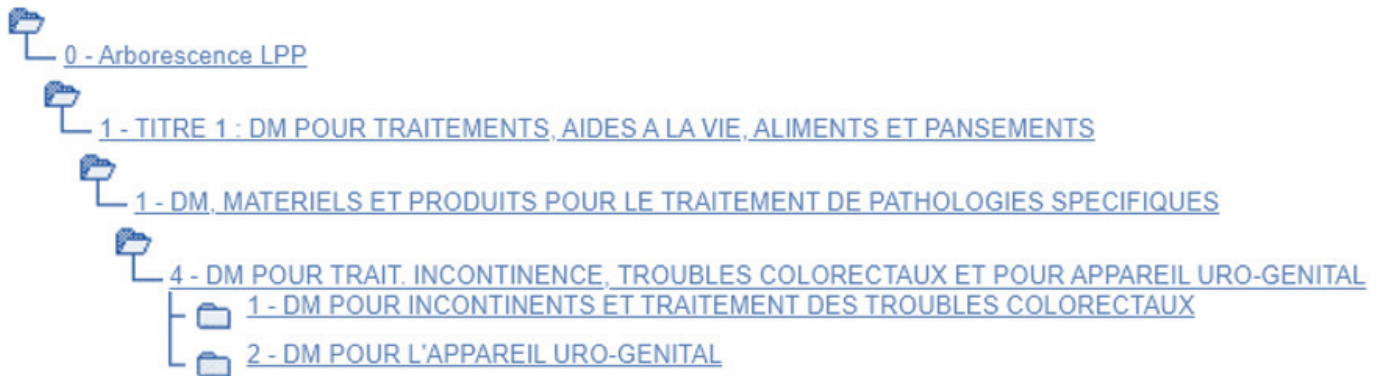 0 - Arborescence LPP
1 - TITRE 1 : DM POUR TRAITEMENTS, AIDES A LA VIE, ALIMENTS ET PANSEMENTS
1 - DM, MATERIELS ET PRODUITS POUR LE TRAITEMENT DE PATHOLOGIES SPECIFIQUES
4 - DM POUR TRAIT. INCONTINENCE, TROUBLES COLORECTAUX ET POUR APPAREIL URO-GENITAL
1 - DM POUR INCONTINENTS ET TRAITEMENT DES TROUBLES COLORECTAUX
2 - DM POUR L'APPAREIL URO-GENITAL